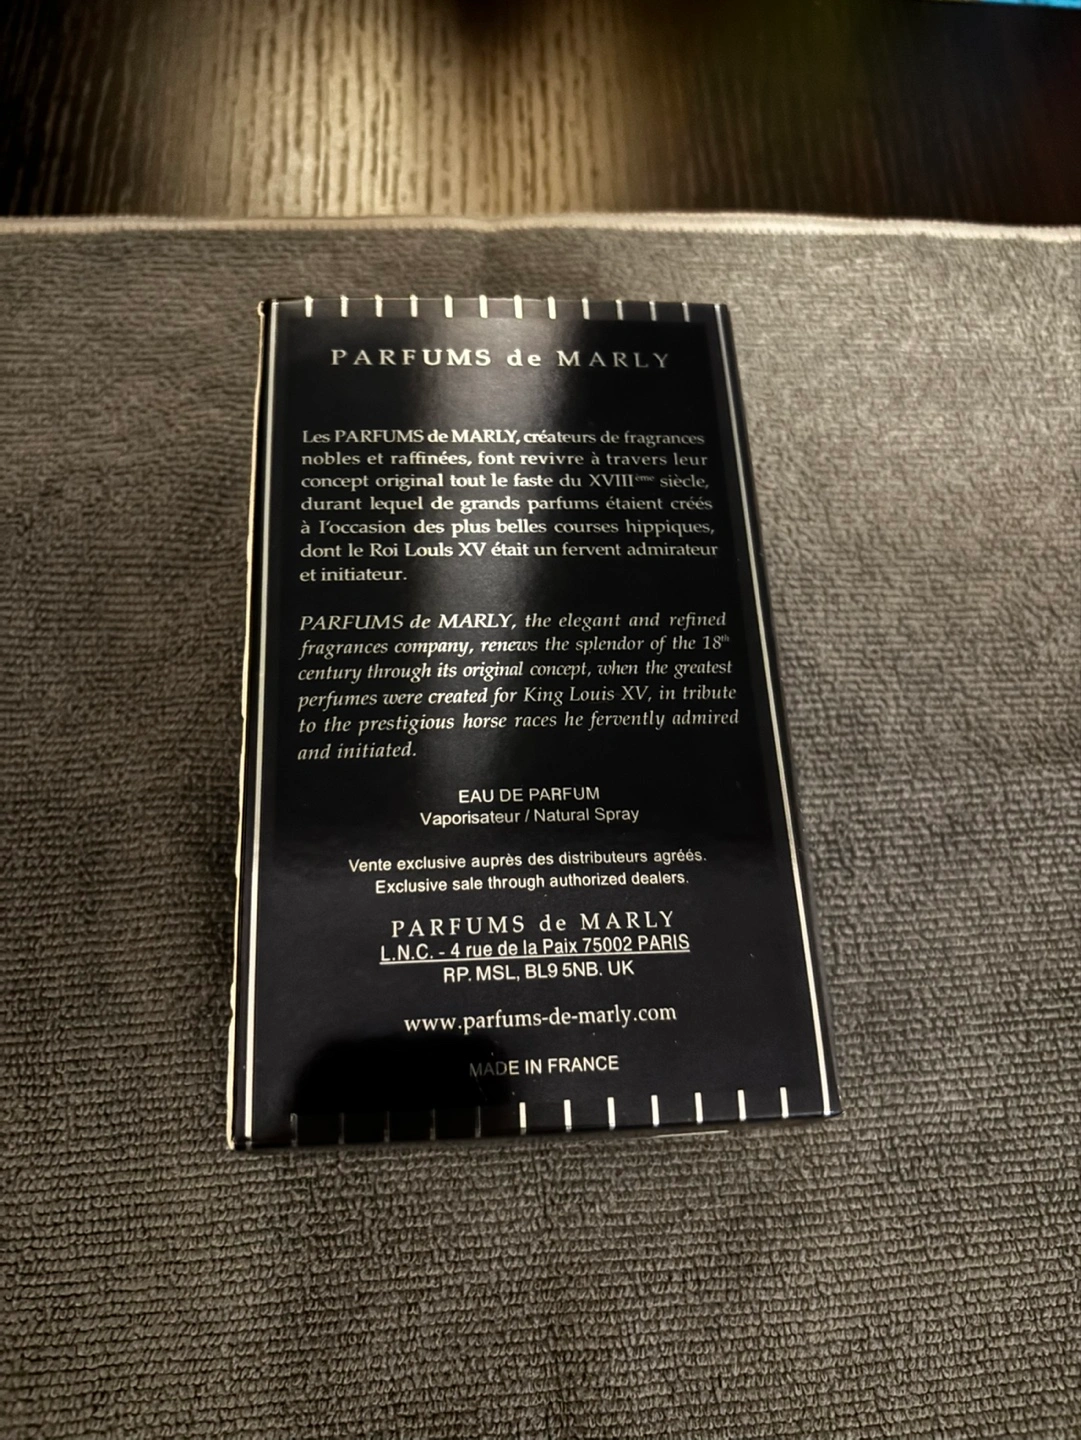 PARFUMS de MARLY
Les PARFUMS de MARLY, créateurs de fragrances
nobles et raffinées, font revivre à travers leur
concept original tout le faste du XVIIIème siècle,
durant lequel de grands parfums étaient créés
à l'occasion des plus belles courses hippiques,
dont le Roi Louis XV était un fervent admirateur
et initiateur.
PARFUMS de MARLY, the elegant and refined
fragrances company, renews the splendor of the 18th
century through its original concept, when the greatest
perfumes were created for King Louis XV, in tribute
to the prestigious horse races he fervently admired
and initiated.
EAU DE PARFUM
Vaporisateur / Natural Spray
Vente exclusive auprès des distributeurs agréés.
Exclusive sale through authorized dealers.
PARFUMS de MARLY
L.N.C. - 4 rue de la Paix 75002 PARIS
RP. MSL, BL9 5NB. UK
www.parfums-de-marly.com
MADE IN FRANCE